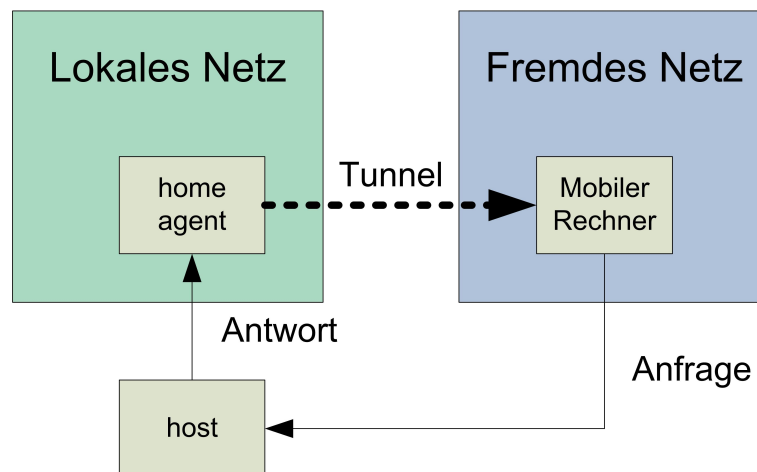 Lokales Netz
Fremdes Netz
home
agent
Tunnel
Mobiler
Rechner
Antwort
Anfrage
host